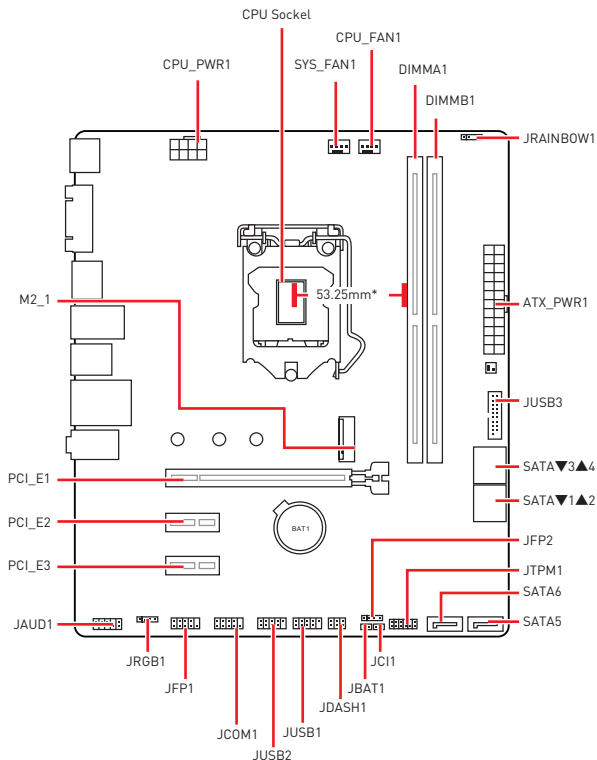 CPU Sockel
CPU_FAN1
CPU_PWR1
SYS_FAN1
DIMMA1
DIMMB1
JRAINBOW1
M2_1
53.25mm*
ATX_PWR1
JUSB3
SATA▼3▲4
PCI_E1
SATA▼1▲2
PCI_E2
BAT1
JFP2
PCI_E3
JTPM1
SATA6
JAUD1
SATA5
JRGB1
JCI1
JFP1
JBAT1
JDASH1
JCOM1
JUSB1
JUSB2